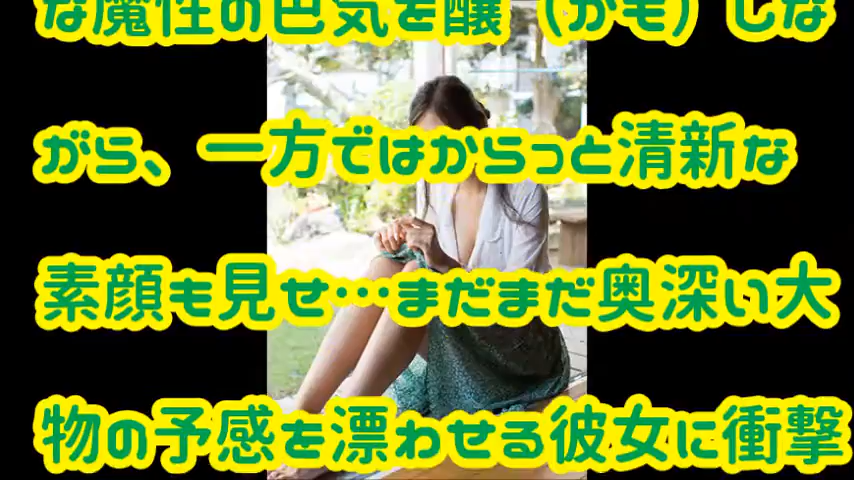 な魔性の色気を醸（かも）しな
がら、一方ではからっと清新な
素顔も見せ…まだまだ奥深い大
物の予感を漂わせる彼女に衝撃